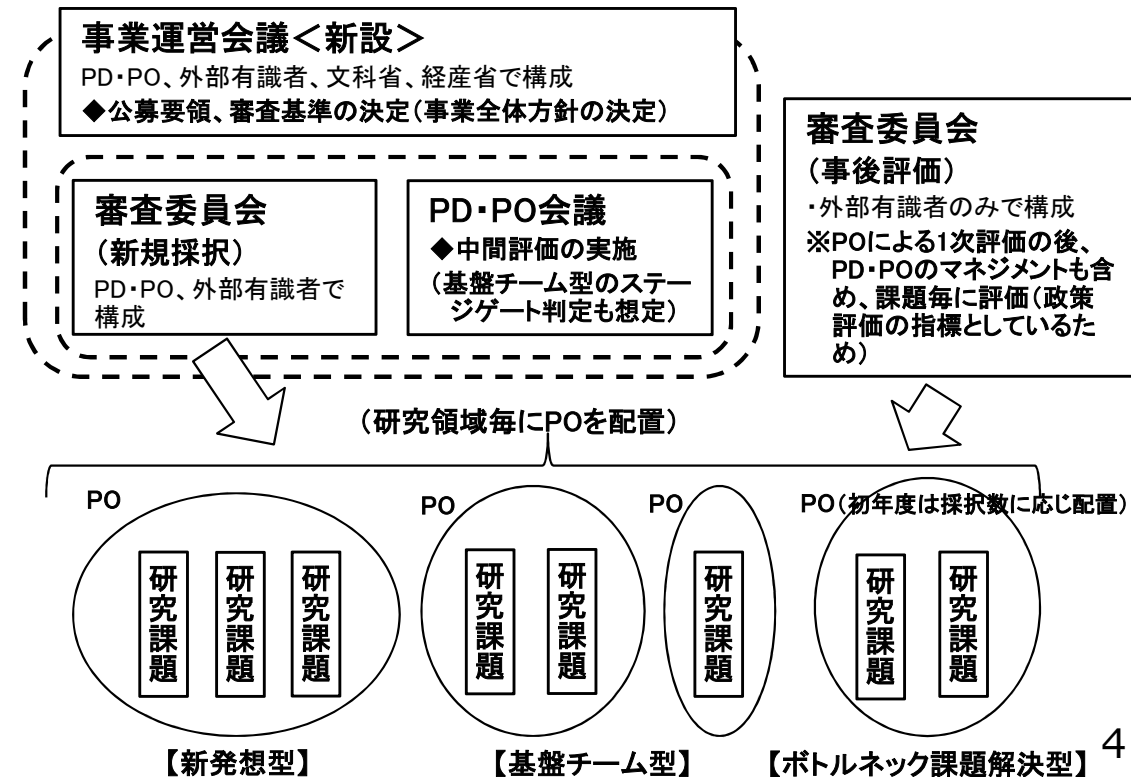 事業運営会議＜新設＞
PD・PO、外部有識者、文科省、経産省で構成
◆公募要領、審査基準の決定（事業全体方針の決定）
審査委員会
（新規採択）
PD・PO、外部有識者で
構成
PD・PO会議
◆中間評価の実施
（基盤チーム型のステー
ジゲート判定も想定）
審査委員会
（事後評価）
・外部有識者のみで構成
※POによる1次評価の後、
PD・POのマネジメントも含
め、課題毎に評価（政策
評価の指標としているた
め）
（研究領域毎にPOを配置）
PO
研究課題
研究課題
研究課題
【新発想型】
PO
研究課題
研究課題
PO
研究課題
【基盤チーム型】
PO（初年度は採択数に応じ配置）
研究課題
研究課題
【ボトルネック課題解決型】
4